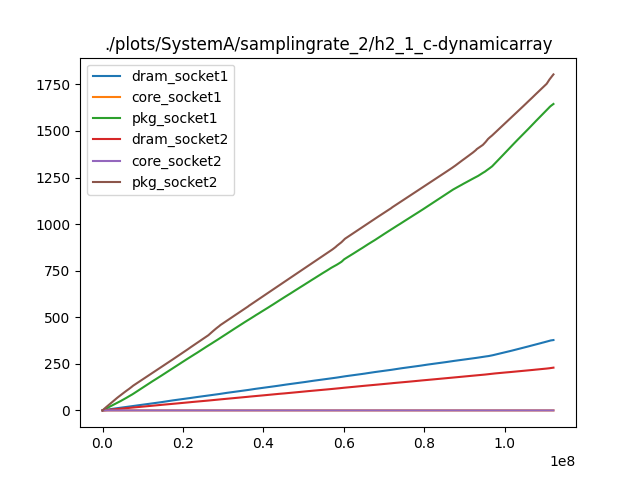 ./plots/SystemA/samplingrate_2/h2_1_c-dynamicarray
dram_socket1
core_socket1
pkg_socket1
dram_socket2
core_socket2
pkg_socket2
1750
1500
1250
1000
750
500
250
0
0.0 0.2 0.4 0.6 0.8 1.0
1e8